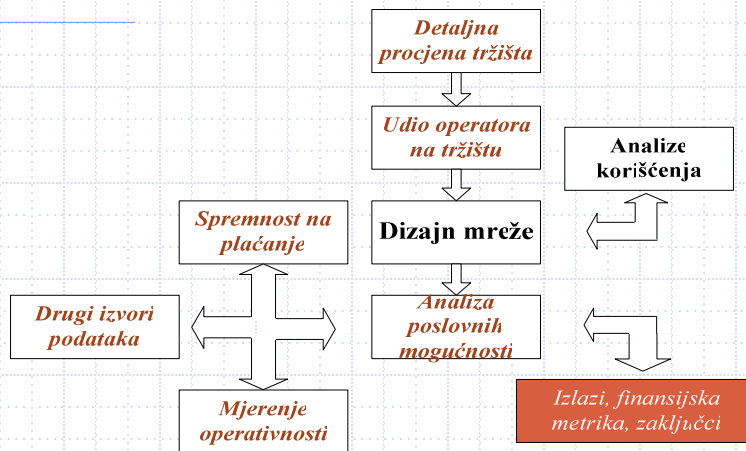 Detaljna
procjena tržišta
Udio operatora
na tržištu
Analize
korišćenja
Spremnost na
plaćanje
Dizajn mreže
Drugi izvori
podataka
Analiza
poslovnih
mogućnosti
Mjerenje
operativnosti
Izlazi, finansijska
metrika, zaključci